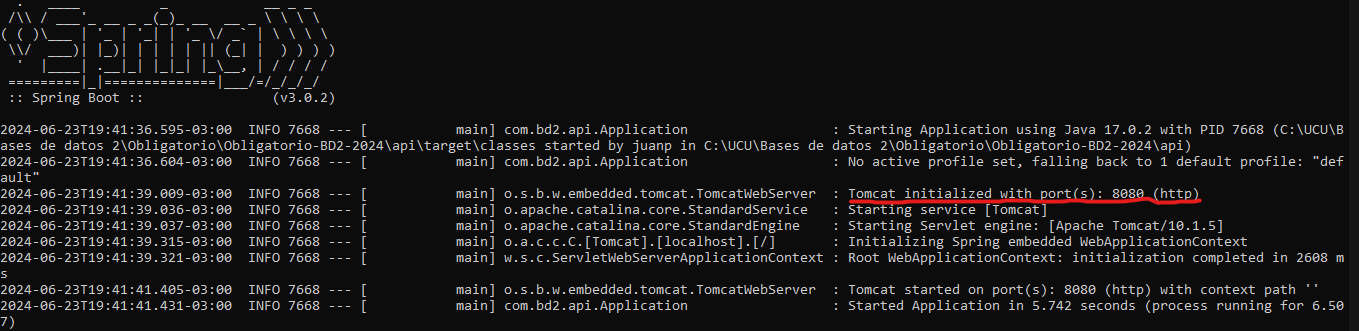 .   ____          _            __ _ _
 /\\ / ___'_ __ _ _(_)_ __  __ _ \ \ \ \
( ( )\___ | '_ | '_| | '_ \/ _` | \ \ \ \
 \\/  ___)| |_)| | | | | || (_| |  ) ) ) )
  '  |____| .__|_| |_|_| |_\__, | / / / /
 =========|_|==============|___/=/_/_/_/
 :: Spring Boot ::                (v3.0.2)
2024-06-23T19:41:36.595-03:00  INFO 7668 --- [           main] com.bd2.api.Application                  : Starting Application using Java 17.0.2 with PID 7668 (C:\UCU\B
ases de datos 2\Obligatorio\Obligatorio-BD2-2024\api\target\classes started by juanp in C:\UCU\Bases de datos 2\Obligatorio\Obligatorio-BD2-2024\api)
2024-06-23T19:41:36.604-03:00  INFO 7668 --- [           main] com.bd2.api.Application                  : No active profile set, falling back to 1 default profile: "def
ault"
2024-06-23T19:41:39.009-03:00  INFO 7668 --- [           main] o.s.b.w.embedded.tomcat.TomcatWebServer  : Tomcat initialized with port(s): 8080 (http)
2024-06-23T19:41:39.036-03:00  INFO 7668 --- [           main] o.apache.catalina.core.StandardService   : Starting service [Tomcat]
2024-06-23T19:41:39.037-03:00  INFO 7668 --- [           main] o.apache.catalina.core.StandardEngine    : Starting Servlet engine: [Apache Tomcat/10.1.5]
2024-06-23T19:41:39.315-03:00  INFO 7668 --- [           main] o.a.c.c.C.[Tomcat].[localhost].[/]       : Initializing Spring embedded WebApplicationContext
2024-06-23T19:41:39.321-03:00  INFO 7668 --- [           main] w.s.c.ServletWebServerApplicationContext : Root WebApplicationContext: initialization completed in 2608 m
s
2024-06-23T19:41:41.405-03:00  INFO 7668 --- [           main] o.s.b.w.embedded.tomcat.TomcatWebServer  : Tomcat started on port(s): 8080 (http) with context path ''
2024-06-23T19:41:41.431-03:00  INFO 7668 --- [           main] com.bd2.api.Application                  : Started Application in 5.742 seconds (process running for 6.50
7)